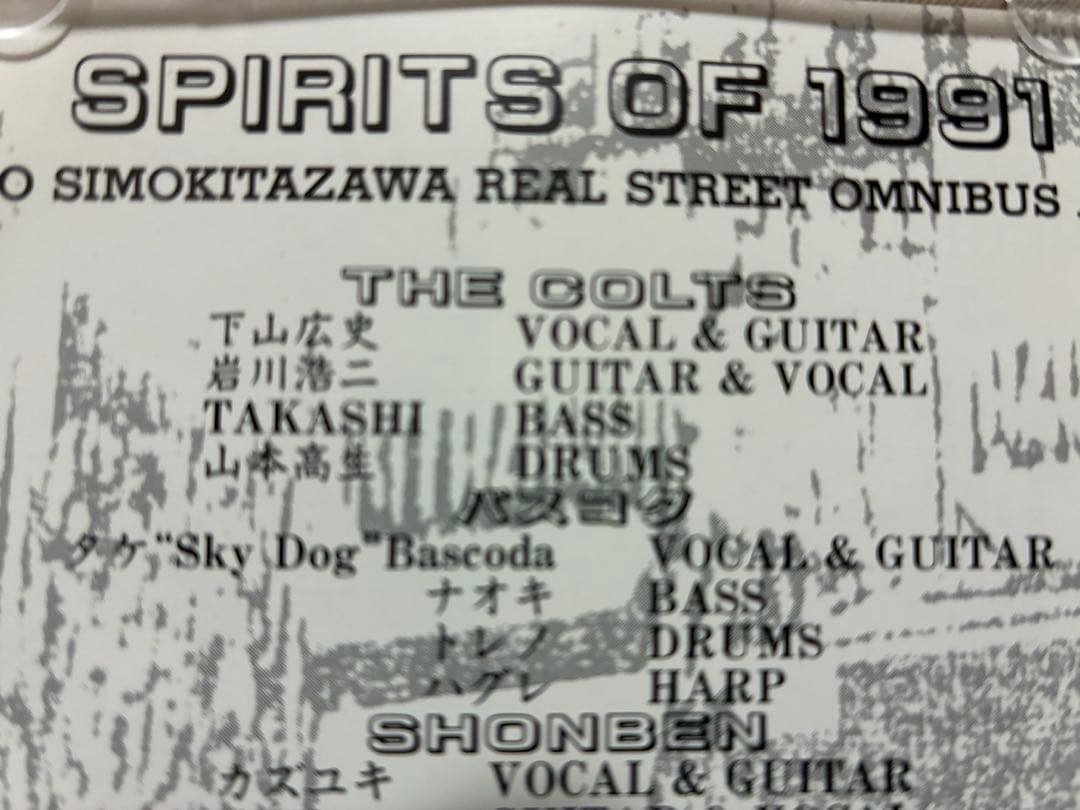 SPIRITS OF 1991
O SIMOKITAZAWA REAL STREET OMNIBUS
THE COLTS
下山広史 VOCAL & GUITAR
岩川浩二 GUITAR & VOCAL
TAKASHI BASS
山本高生 DRUMS
バスコダ
タケ"Sky Dog"Bascoda VOCAL & GUITAR
ナオキ BASS
トレノ DRUMS
ハグレ HARP
SHONBEN
カズユキ VOCAL & GUITAR